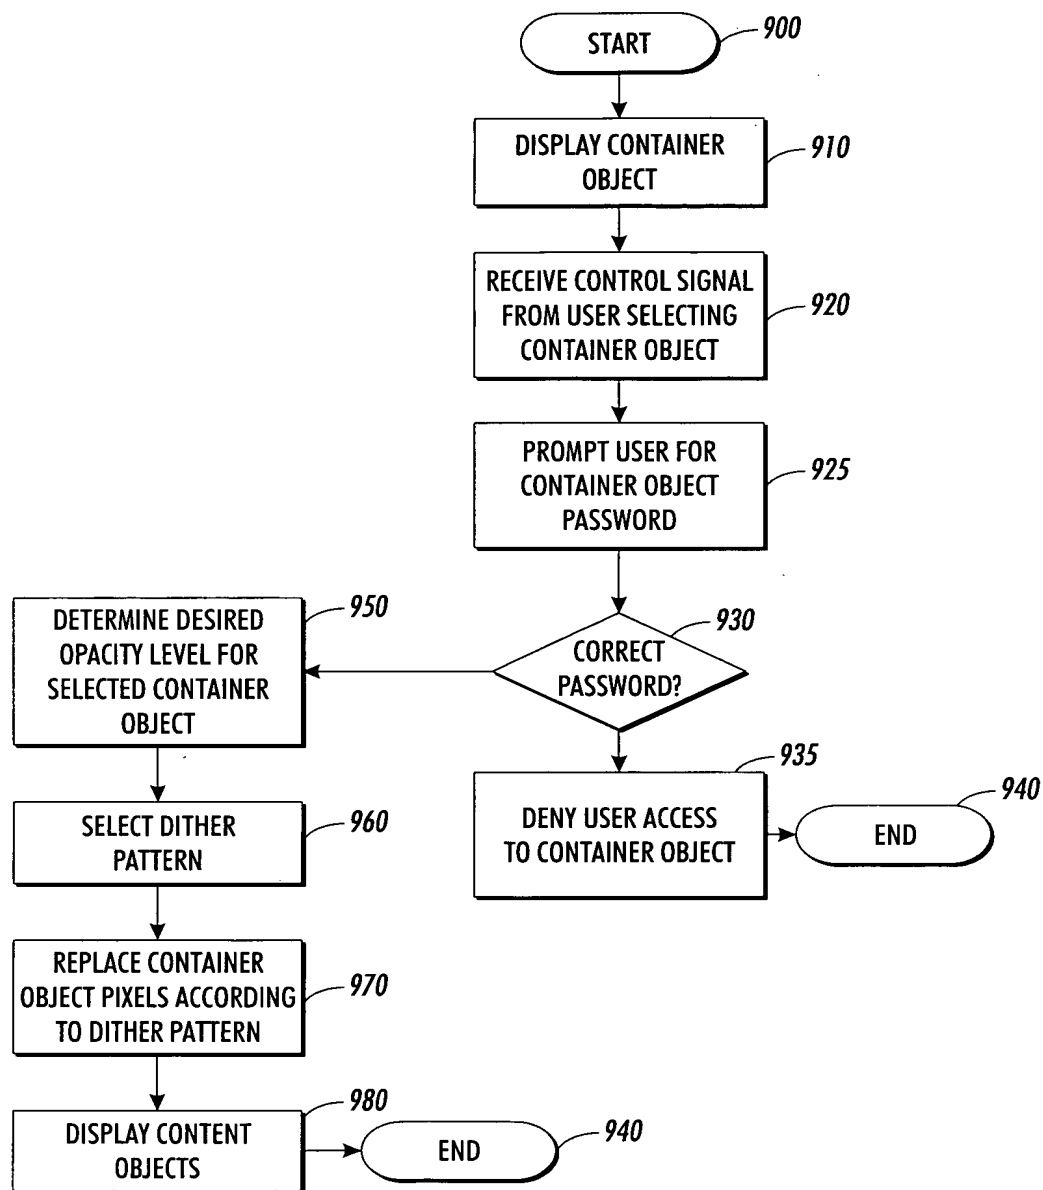 START
900
DISPLAY CONTAINER
OBJECT
910
RECEIVE CONTROL SIGNAL
FROM USER SELECTING
CONTAINER OBJECT
920
PROMPT USER FOR
CONTAINER OBJECT
PASSWORD
925
CORRECT
PASSWORD?
930
DENY USER ACCESS
TO CONTAINER OBJECT
935
END
940
DETERMINE DESIRED
OPACITY LEVEL FOR
SELECTED CONTAINER
OBJECT
950
SELECT DITHER
PATTERN
960
REPLACE CONTAINER
OBJECT PIXELS ACCORDING
TO DITHER PATTERN
970
DISPLAY CONTENT
OBJECTS
980
END
940